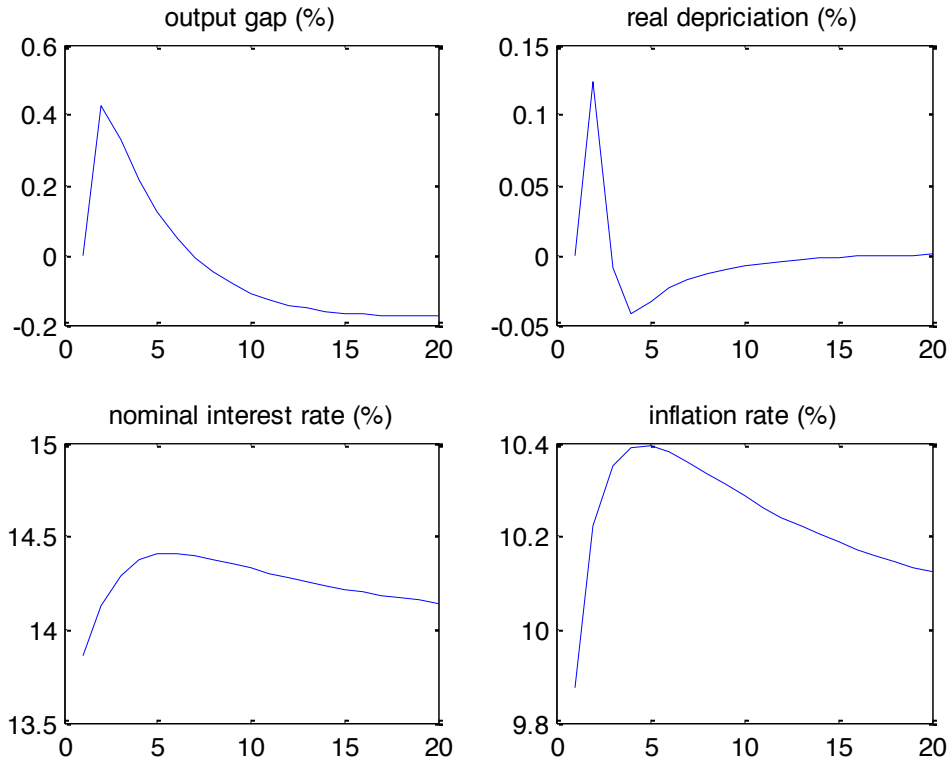 output gap (%)
0.6
0.4
0.2
0
-0.2
0 5 10 15 20
real depriciation (%)
0.15
0.1
0.05
0
-0.05
0 5 10 15 20
nominal interest rate (%)
15
14.5
14
13.5
0 5 10 15 20
inflation rate (%)
10.4
10.2
10
9.8
0 5 10 15 20